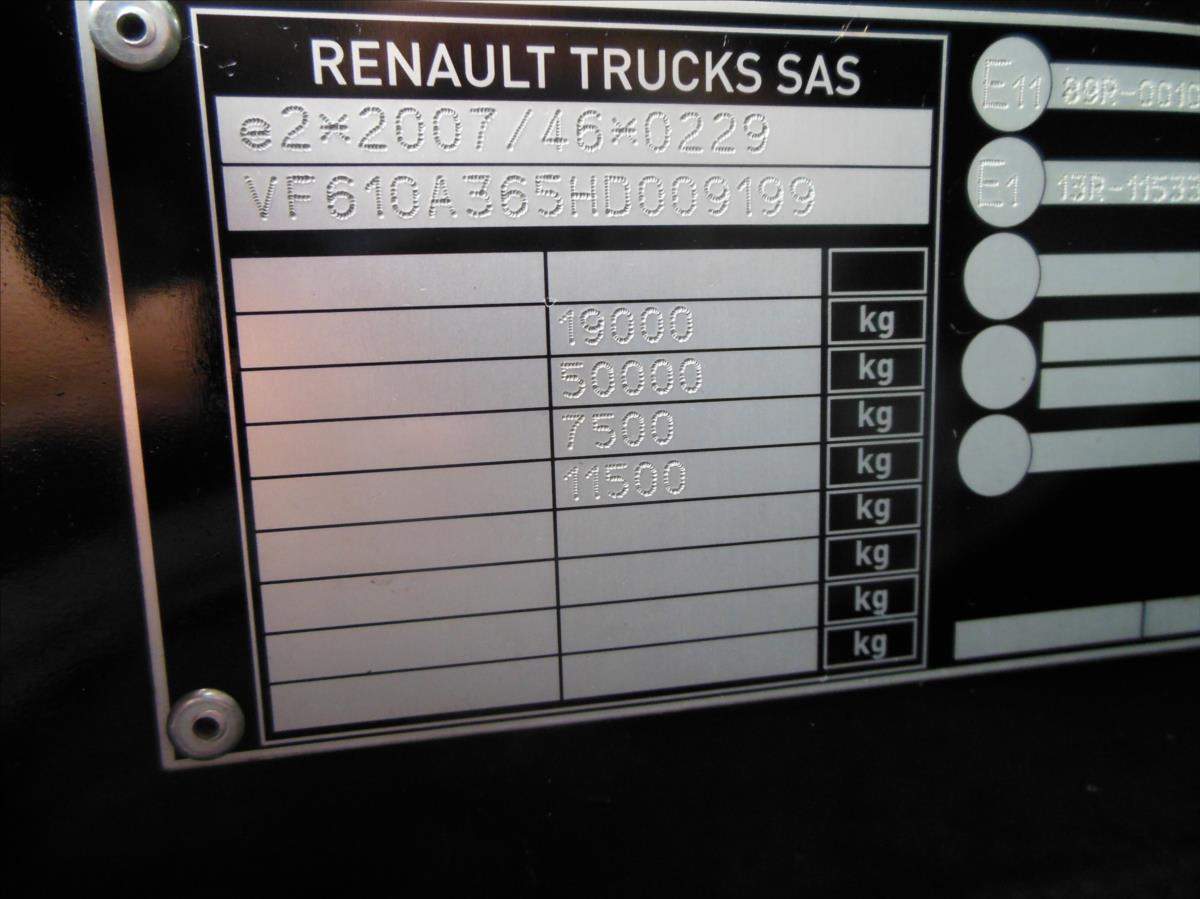 RENAULT TRUCKS SAS
e2*2007/46*0229
VF610A365HD009199
19000 kg
50000 kg
7500 kg
11500 kg
kg
kg
kg
kg
E11
E1